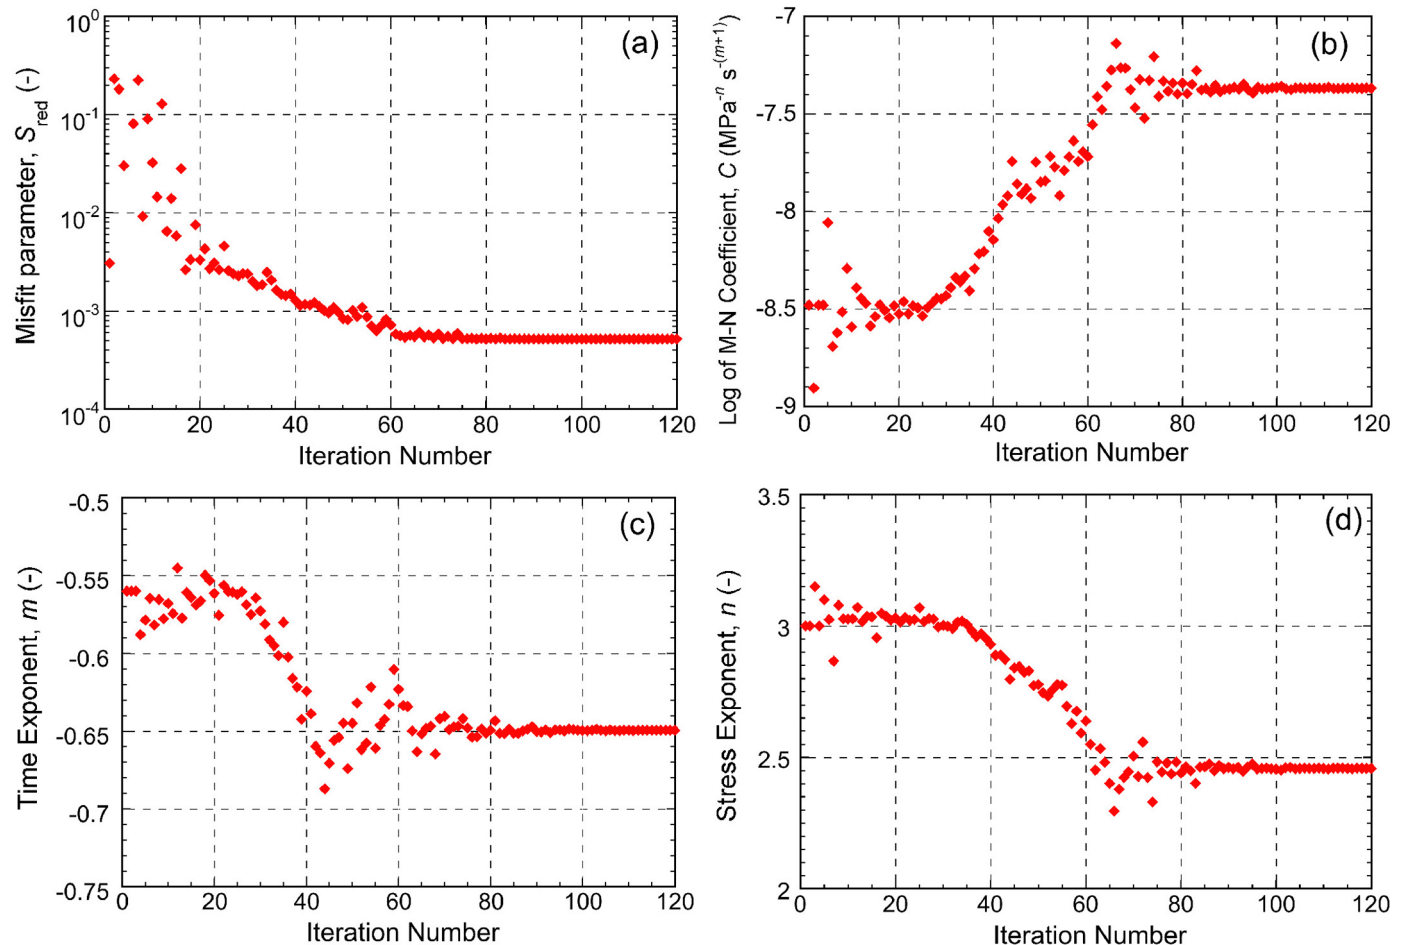 (a)
Misfit parameter, S_red (-)
10^0
10^-1
10^-2
10^-3
10^-4
0 20 40 60 80 100 120
Iteration Number
(b)
Log of M-N Coefficient, C (MPa^-n s^-(m+1))
-7
-7.5
-8
-8.5
-9
0 20 40 60 80 100 120
Iteration Number
(c)
Time Exponent, m (-)
-0.5
-0.55
-0.6
-0.65
-0.7
-0.75
0 20 40 60 80 100 120
Iteration Number
(d)
Stress Exponent, n (-)
3.5
3
2.5
2
0 20 40 60 80 100 120
Iteration Number